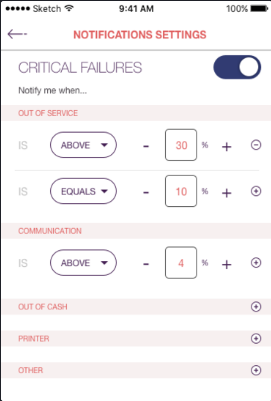 Sketch 9:41 AM 100%
NOTIFICATIONS SETTINGS
CRITICAL FAILURES
Notify me when...
OUT OF SERVICE
IS ABOVE - 30 % +
IS EQUALS - 10 % +
COMMUNICATION
IS ABOVE - 4 % +
OUT OF CASH
PRINTER
OTHER